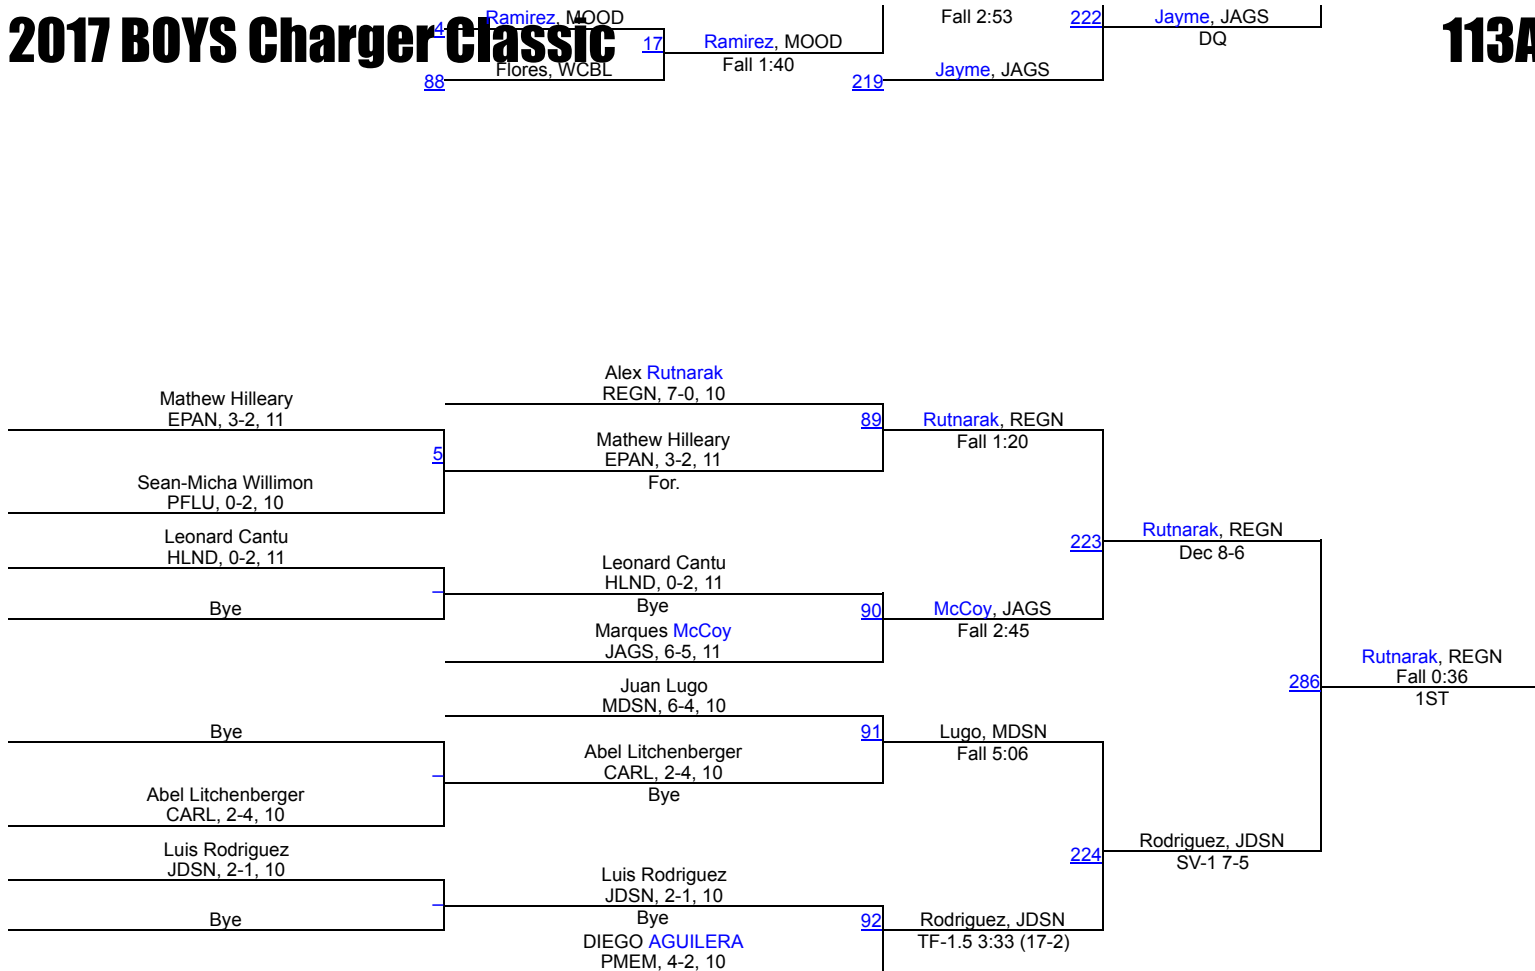 2017 BOYS Charger Classic
113A
Ramirez, MOOD
4
Flores, WCBL
88
17
Ramirez, MOOD
Fall 1:40
Fall 2:53
219
Jayme, JAGS
222
Jayme, JAGS
DQ
Mathew Hilleary
EPAN, 3-2, 11
Sean-Micha Willimon
PFLU, 0-2, 10
Leonard Cantu
HLND, 0-2, 11
Bye
Bye
Abel Litchenberger
CARL, 2-4, 10
Luis Rodriguez
JDSN, 2-1, 10
Bye
Alex Rutnarak
REGN, 7-0, 10
5
Mathew Hilleary
EPAN, 3-2, 11
For.
Leonard Cantu
HLND, 0-2, 11
Bye
Marques McCoy
JAGS, 6-5, 11
Juan Lugo
MDSN, 6-4, 10
Abel Litchenberger
CARL, 2-4, 10
Bye
Luis Rodriguez
JDSN, 2-1, 10
Bye
DIEGO AGUILERA
PMEM, 4-2, 10
89
Rutnarak, REGN
Fall 1:20
90
McCoy, JAGS
Fall 2:45
91
Lugo, MDSN
Fall 5:06
92
Rodriguez, JDSN
TF-1.5 3:33 (17-2)
223
Rutnarak, REGN
Dec 8-6
224
Rodriguez, JDSN
SV-1 7-5
286
Rutnarak, REGN
Fall 0:36
1ST